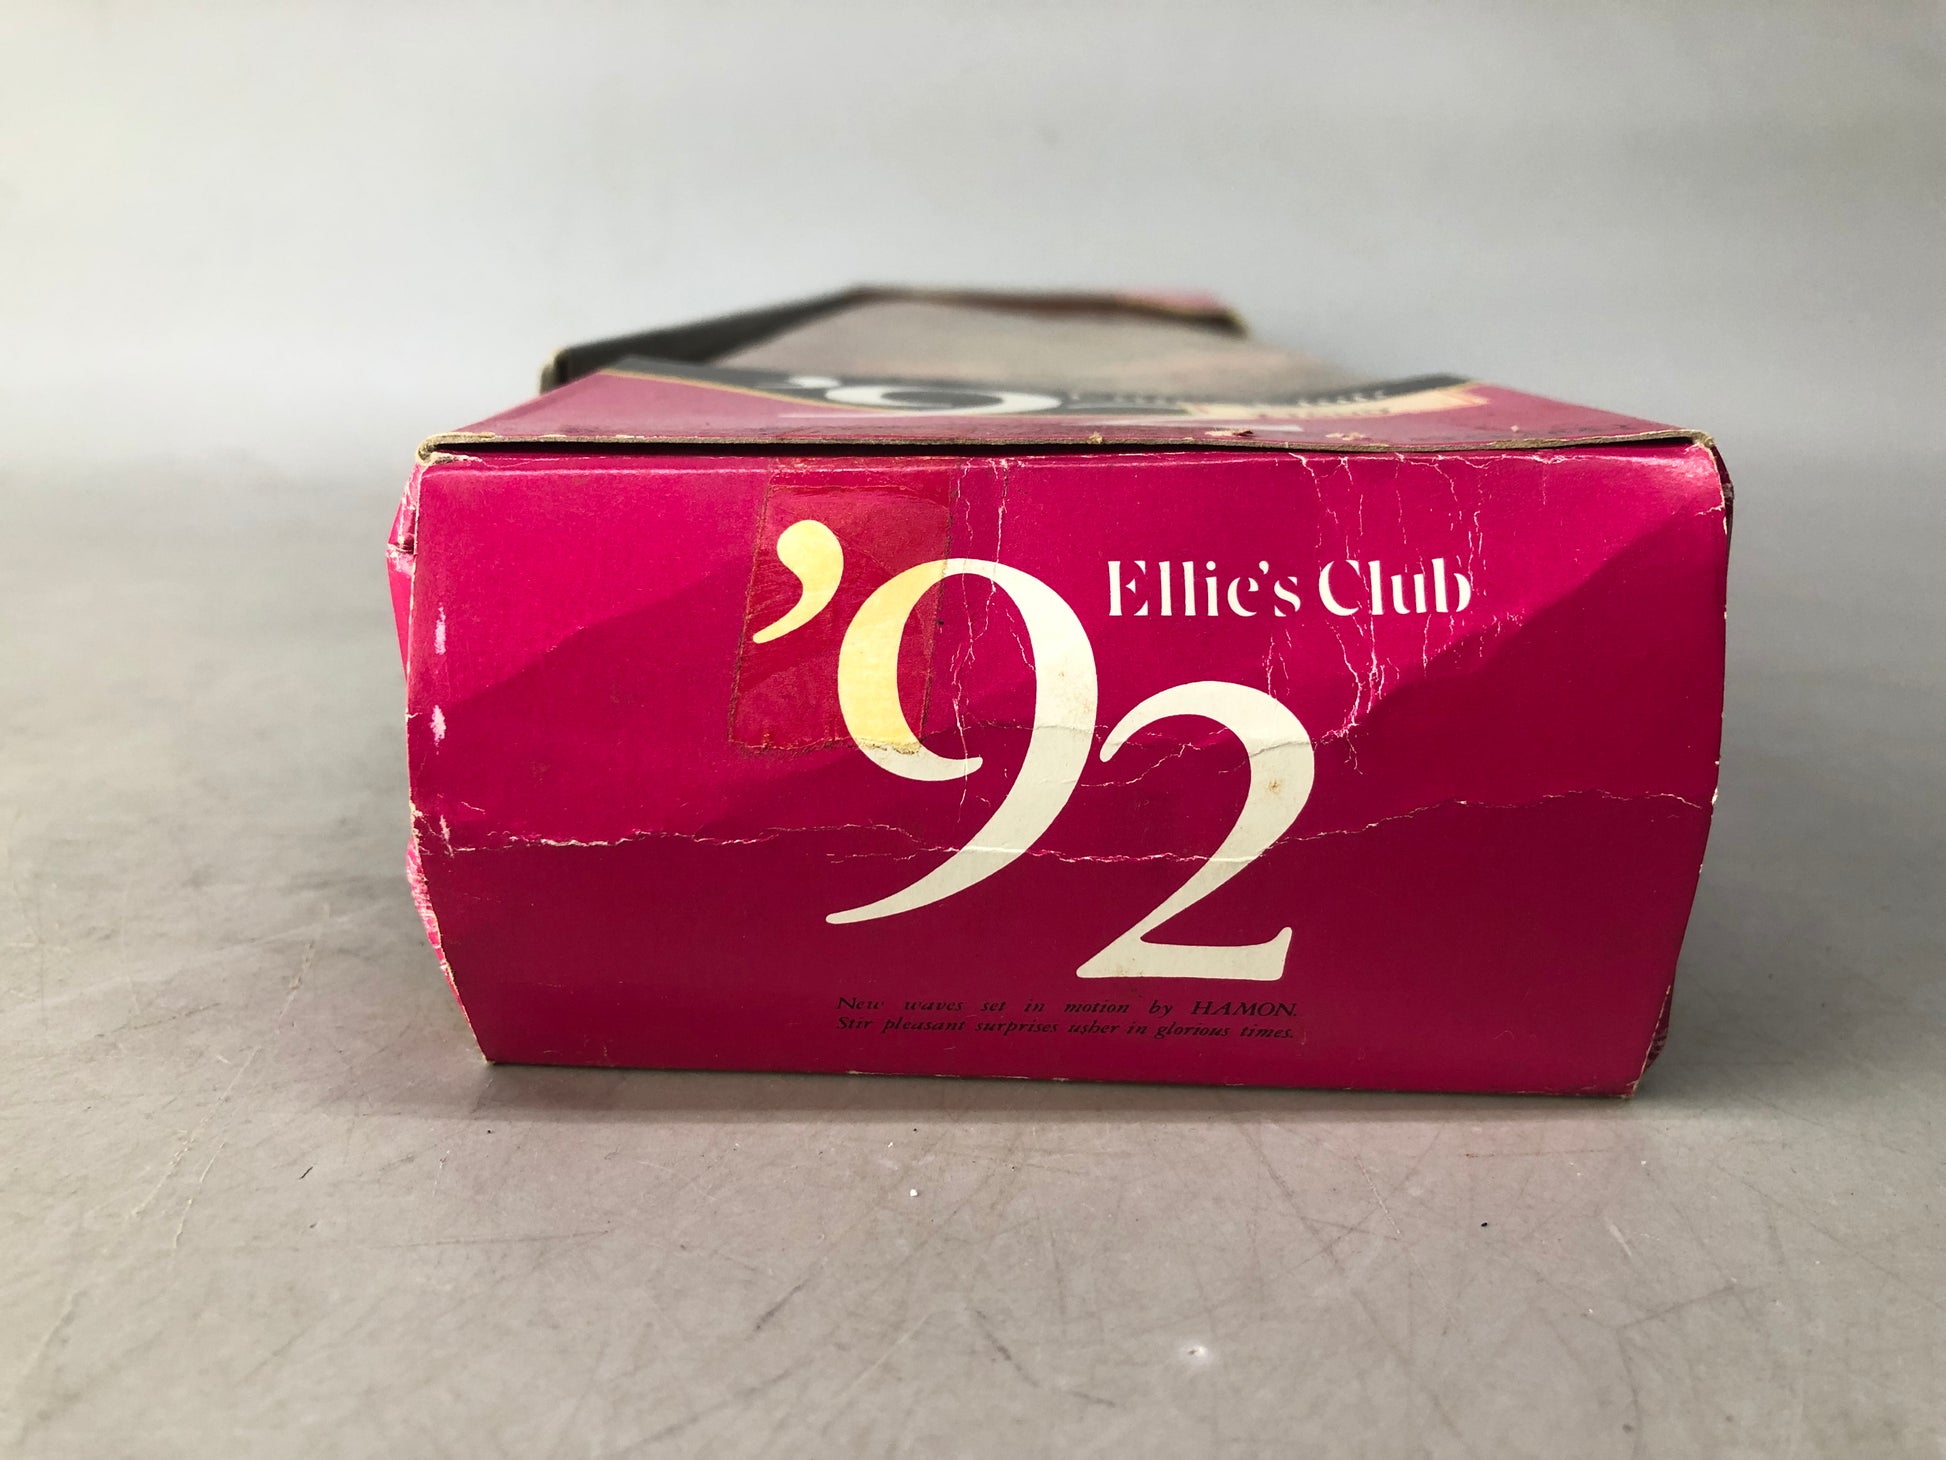 Ellie's Club
'92
New waves set in motion by HAMON.
Stir pleasant surprises usher in glorious times.